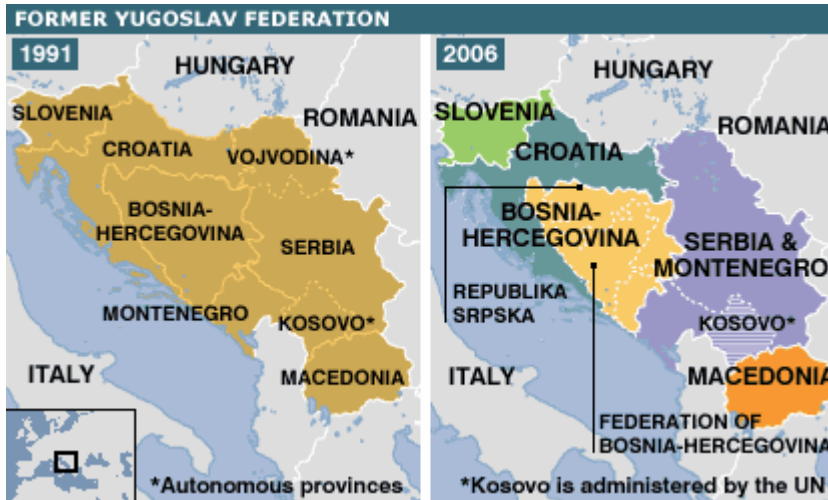 FORMER YUGOSLAV FEDERATION
1991
HUNGARY
SLOVENIA
ROMANIA
CROATIA
VOJVODINA*
BOSNIA-
HERCEGOVINA
SERBIA
MONTENEGRO
KOSOVO*
ITALY
MACEDONIA
*Autonomous provinces
2006
HUNGARY
SLOVENIA
ROMANIA
CROATIA
BOSNIA-
HERCEGOVINA
SERBIA &
MONTENEGRO
REPUBLIKA
SRPSKA
KOSOVO*
ITALY
MACEDONIA
FEDERATION OF
BOSNIA-HERCEGOVINA
*Kosovo is administered by the UN